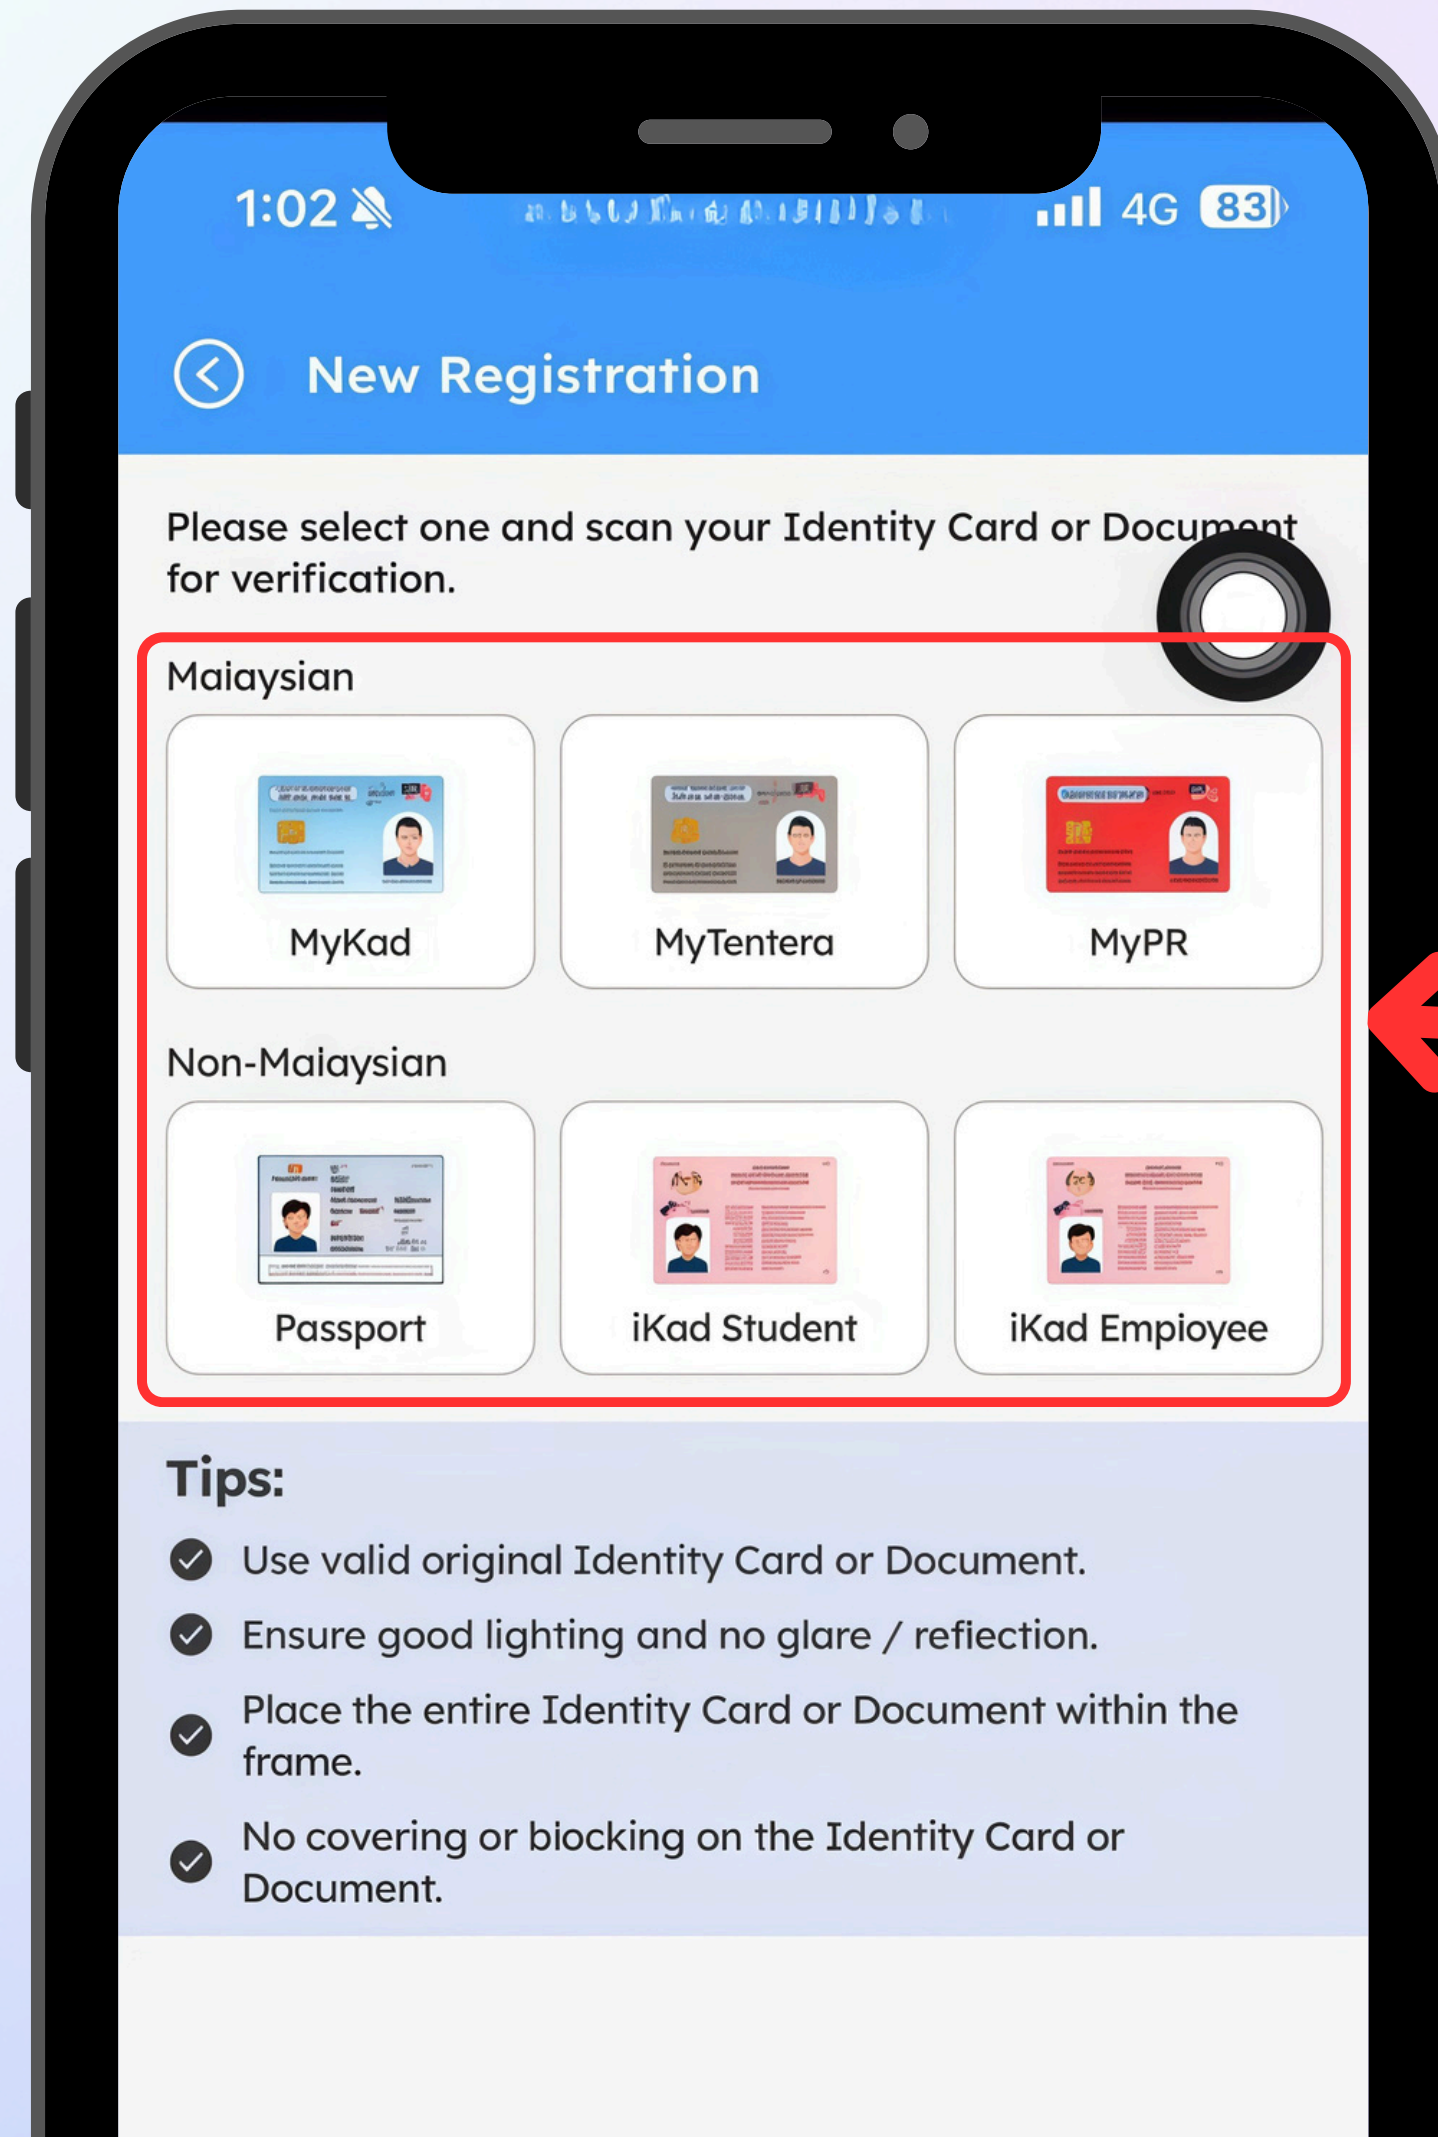 1:02
4G 83
New Registration
Please select one and scan your Identity Card or Document
for verification.
Maiaysian
MyKad
MyTentera
MyPR
Non-Maiaysian
Passport
iKad Student
iKad Empioyee
Tips:
Use valid original Identity Card or Document.
Ensure good lighting and no glare / refiection.
Place the entire Identity Card or Document within the
frame.
No covering or biocking on the Identity Card or
Document.